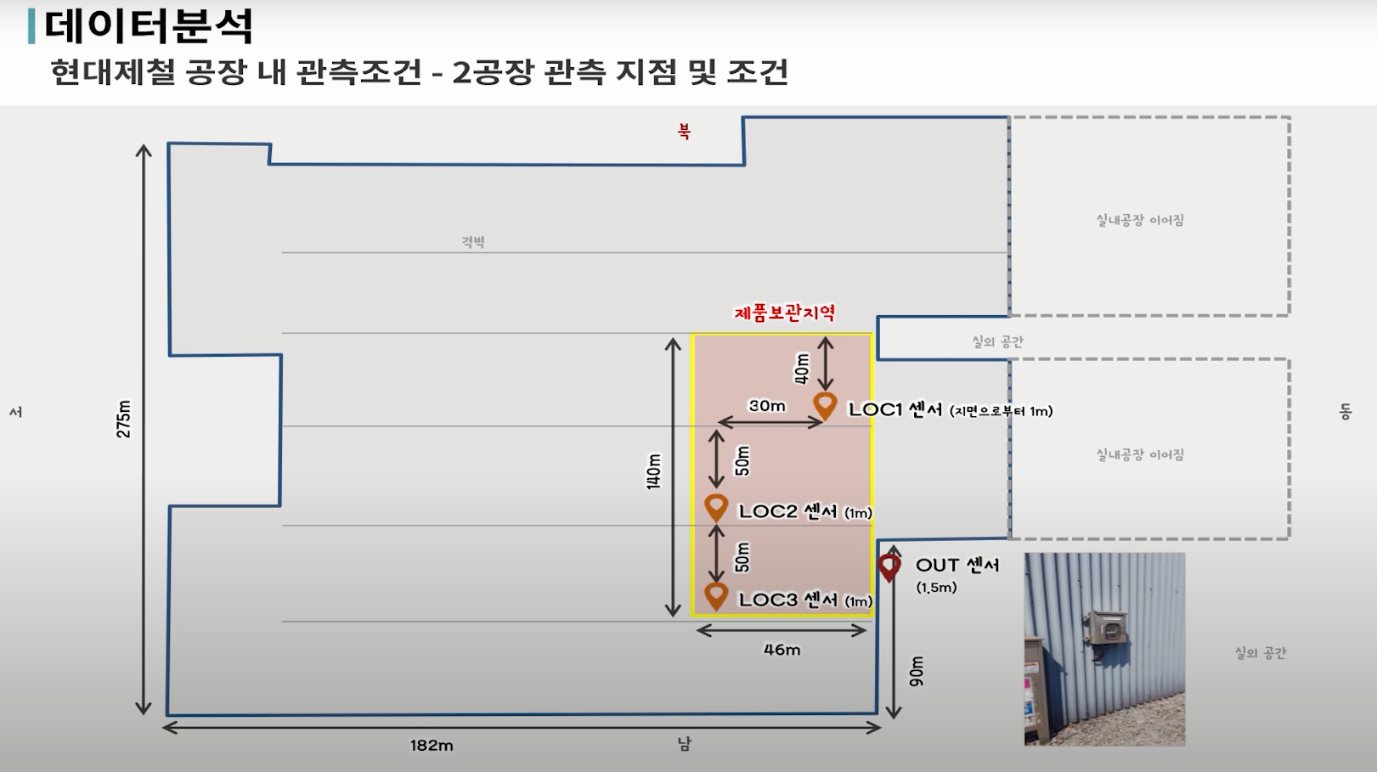 데이터분석
현대제철 공장 내 관측조건 - 2공장 관측 지점 및 조건
북
실내공장 이어짐
격벽
제품보관지역
실외 공간
40m
서
275m
30m
LOC1 센서 (지면으로부터 1m)
동
140m
50m
실내공장 이어짐
LOC2 센서 (1m)
50m
OUT 센서
(1.5m)
LOC3 센서 (1m)
46m
90m
실외 공간
182m
남